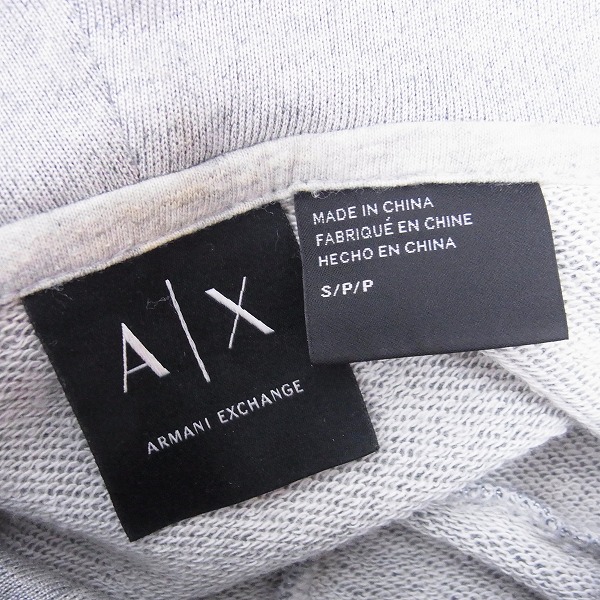 A|X
ARMANI EXCHANGE
MADE IN CHINA
FABRIQUÉ EN CHINE
HECHO EN CHINA
S/P/P